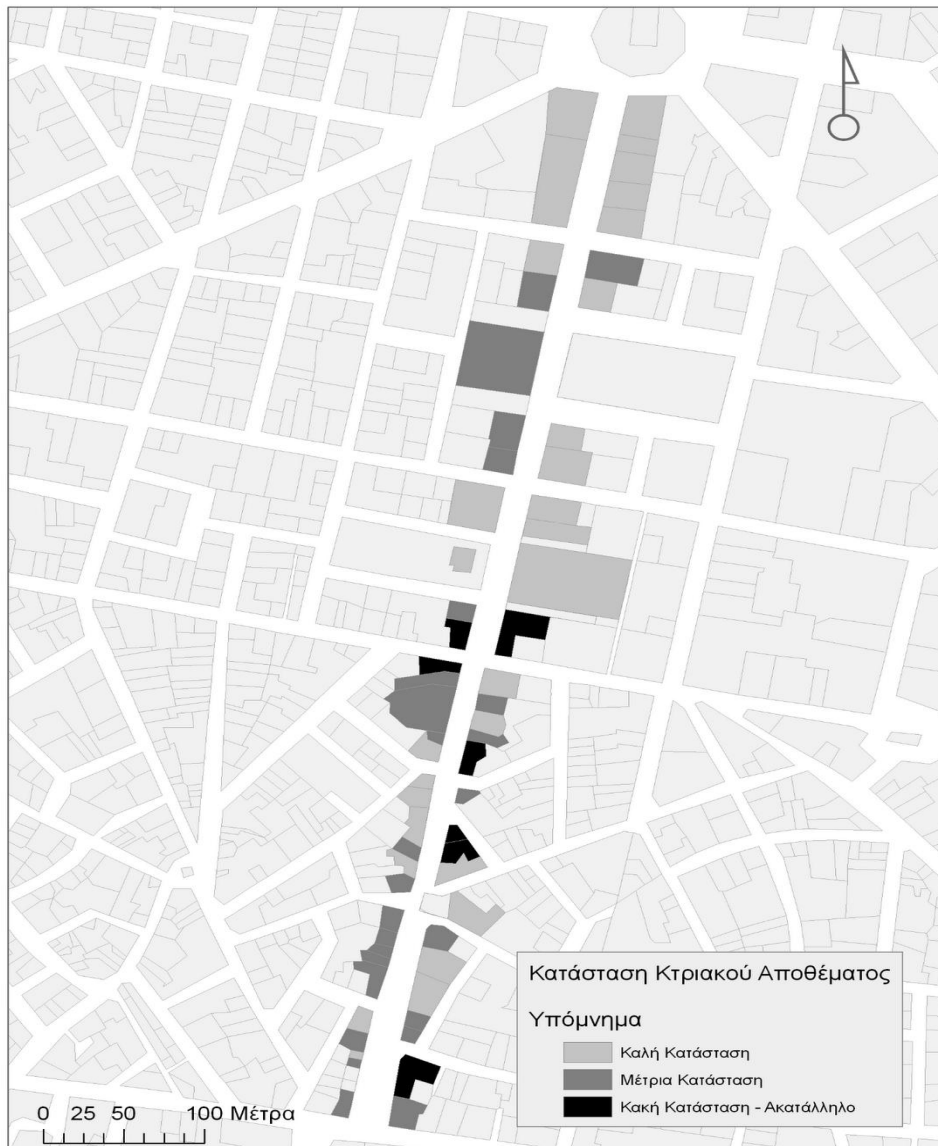 Κατάσταση Κτριακού Αποθέματος
Υπόμνημα
Καλή Κατάσταση
Μέτρια Κατάσταση
Κακή Κατάσταση - Ακατάλληλο
0 25 50 100 Μέτρα